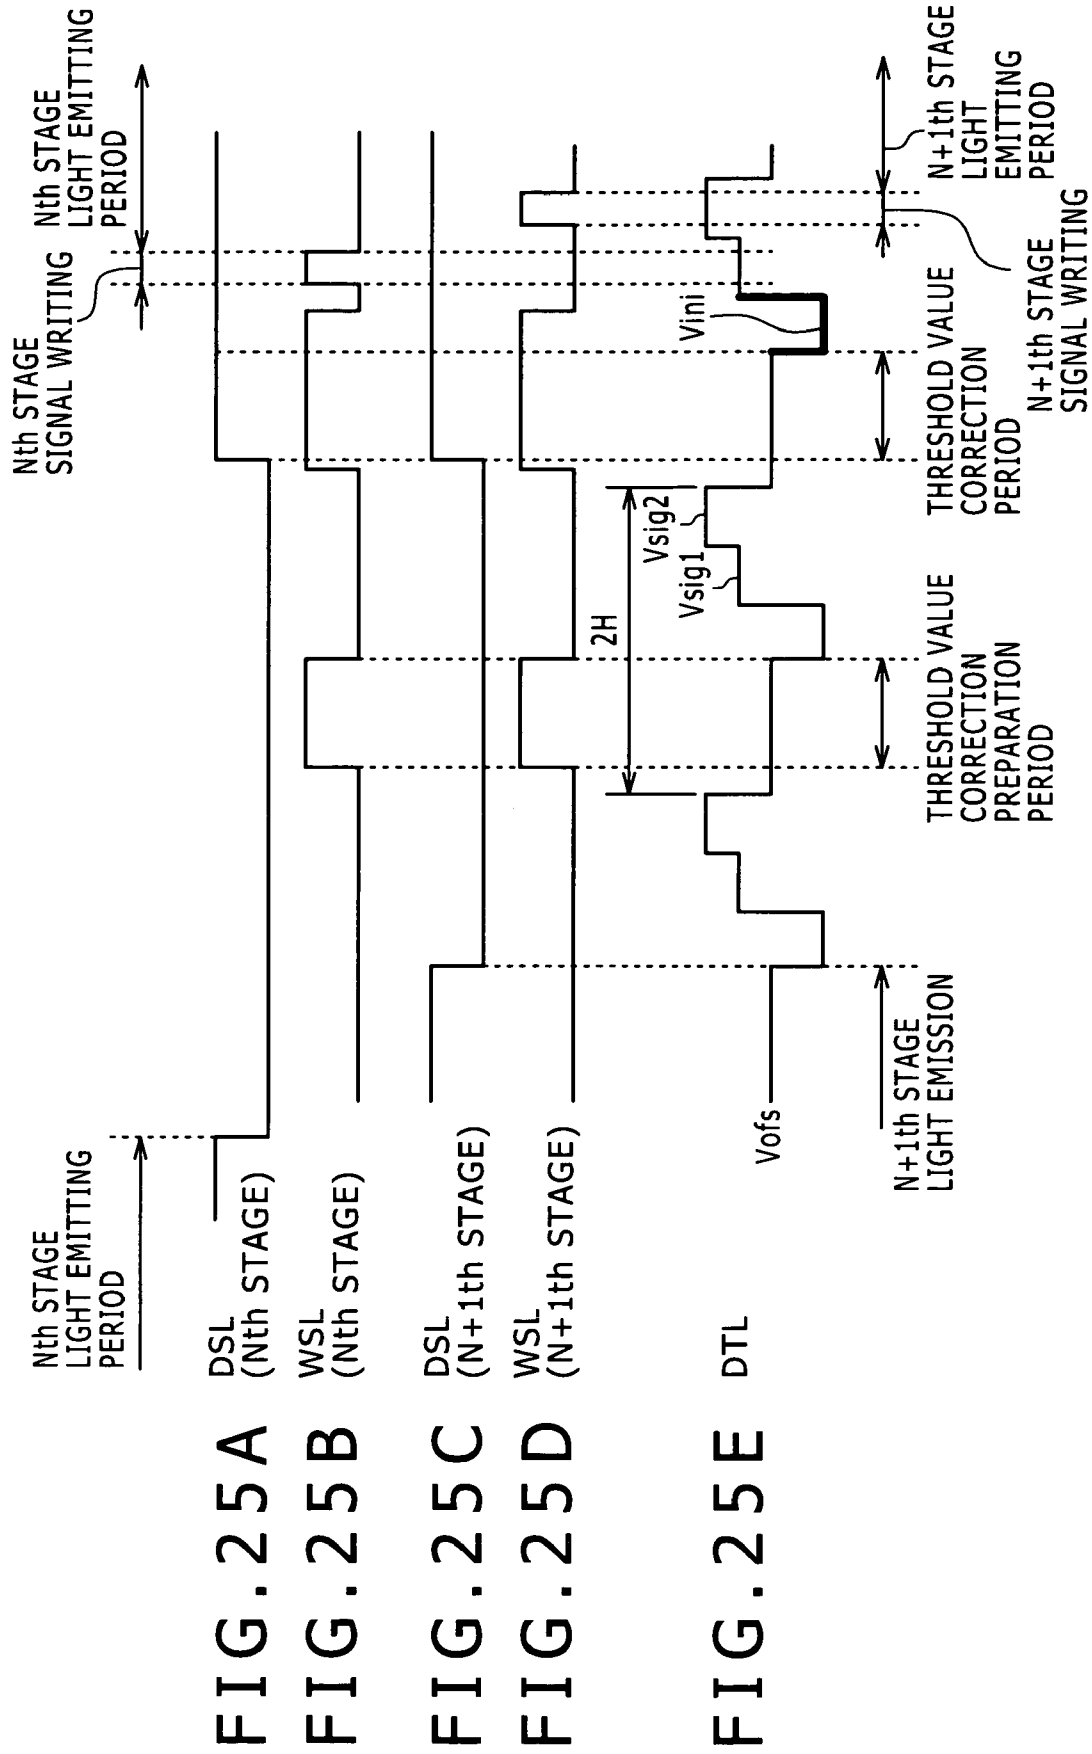 Nth STAGE
LIGHT EMITTING
PERIOD
Nth STAGE
SIGNAL WRITING
Nth STAGE
LIGHT EMITTING
PERIOD
FIG.25A
DSL
(Nth STAGE)
FIG.25B
WSL
(Nth STAGE)
FIG.25C
DSL
(N+1th STAGE)
FIG.25D
WSL
(N+1th STAGE)
2H
Vsig2
Vsig1
Vini
FIG.25E
DTL
Vofs
N+1th STAGE
LIGHT EMISSION
THRESHOLD VALUE
CORRECTION
PREPARATION
PERIOD
THRESHOLD VALUE
CORRECTION
PERIOD
N+1th STAGE
SIGNAL WRITING
N+1th STAGE
LIGHT
EMITTING
PERIOD